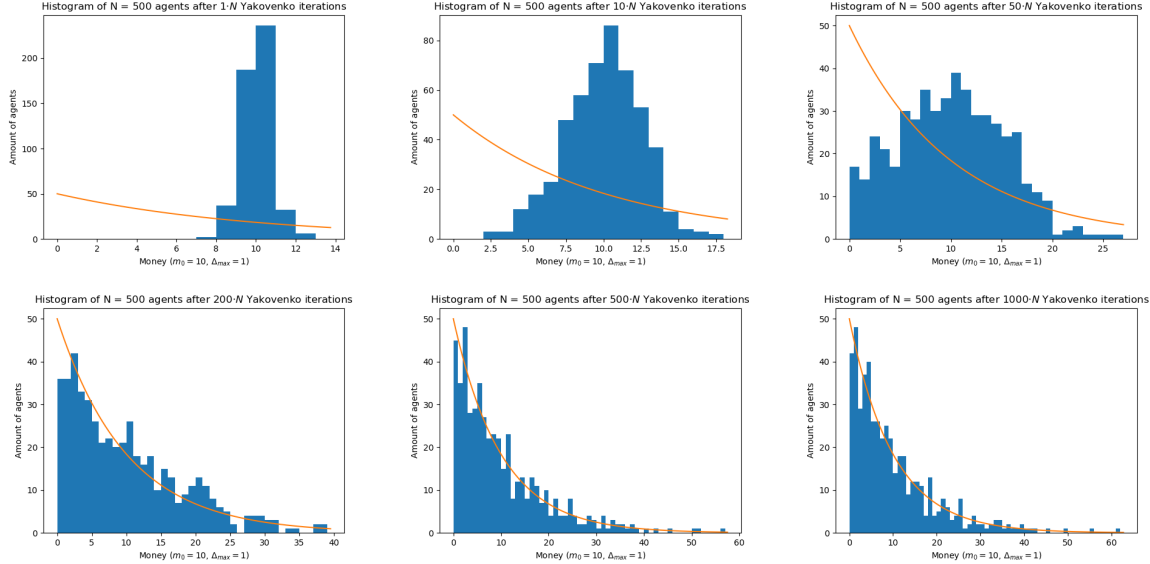 Histogram of N = 500 agents after 1·N Yakovenko iterations
Amount of agents
200
150
100
50
0
0 2 4 6 8 10 12 14
Money (m₀ = 10, Δₘₐₓ = 1)
Histogram of N = 500 agents after 10·N Yakovenko iterations
Amount of agents
80
60
40
20
0
0.0 2.5 5.0 7.5 10.0 12.5 15.0 17.5
Money (m₀ = 10, Δₘₐₓ = 1)
Histogram of N = 500 agents after 50·N Yakovenko iterations
Amount of agents
50
40
30
20
10
0
0 5 10 15 20 25
Money (m₀ = 10, Δₘₐₓ = 1)
Histogram of N = 500 agents after 200·N Yakovenko iterations
Amount of agents
50
40
30
20
10
0
0 5 10 15 20 25 30 35 40
Money (m₀ = 10, Δₘₐₓ = 1)
Histogram of N = 500 agents after 500·N Yakovenko iterations
Amount of agents
50
40
30
20
10
0
0 10 20 30 40 50 60
Money (m₀ = 10, Δₘₐₓ = 1)
Histogram of N = 500 agents after 1000·N Yakovenko iterations
Amount of agents
50
40
30
20
10
0
0 10 20 30 40 50 60
Money (m₀ = 10, Δₘₐₓ = 1)